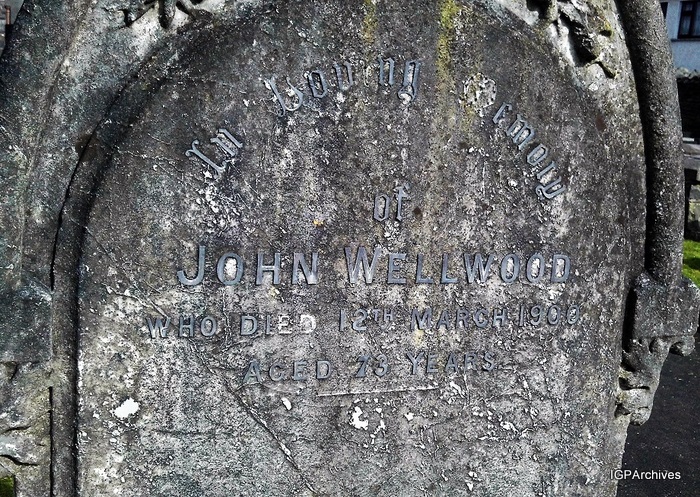 In Loving Memory
of
JOHN WELLWOOD
WHO DIED 12TH MARCH 1900
AGED 73 YEARS
IGPArchives